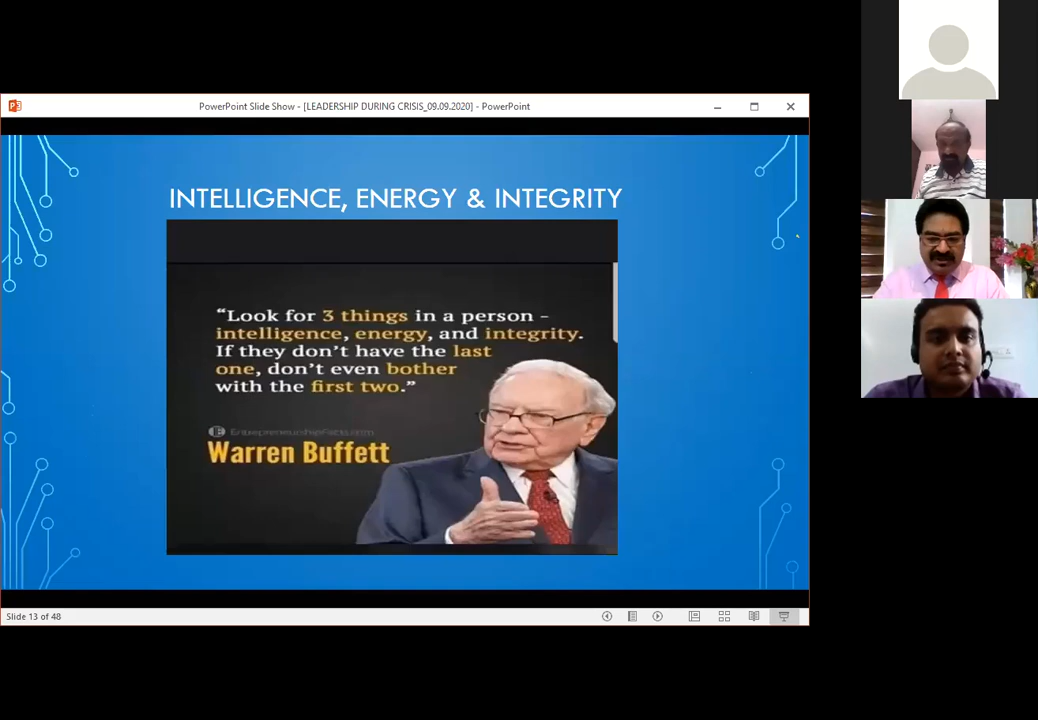 PowerPoint Slide Show - [LEADERSHIP DURING CRISIS_09.09.2020] - PowerPoint
INTELLIGENCE, ENERGY & INTEGRITY
“Look for 3 things in a person –
intelligence, energy, and integrity.
If they don't have the last
one, don't even bother
with the first two.”
EntrepreneurshipFacts.com
Warren Buffett
Slide 13 of 48